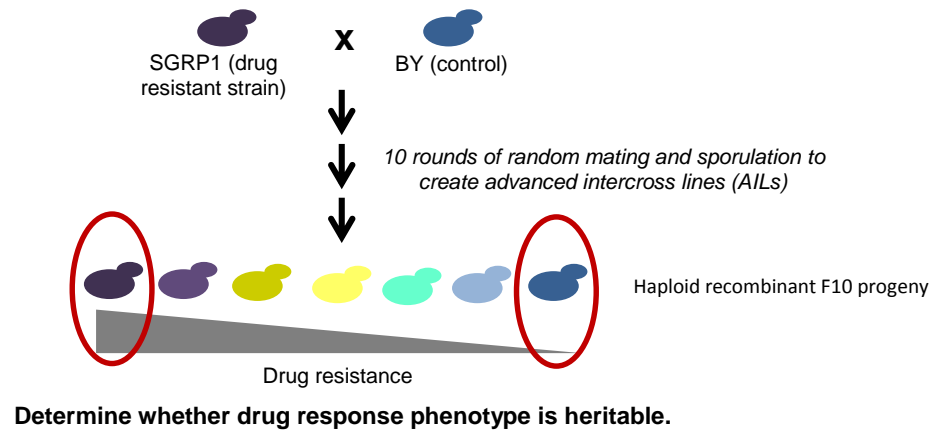 X
SGRP1 (drug
resistant strain)
BY (control)
10 rounds of random mating and sporulation to
create advanced intercross lines (AILs)
Haploid recombinant F10 progeny
Drug resistance
Determine whether drug response phenotype is heritable.